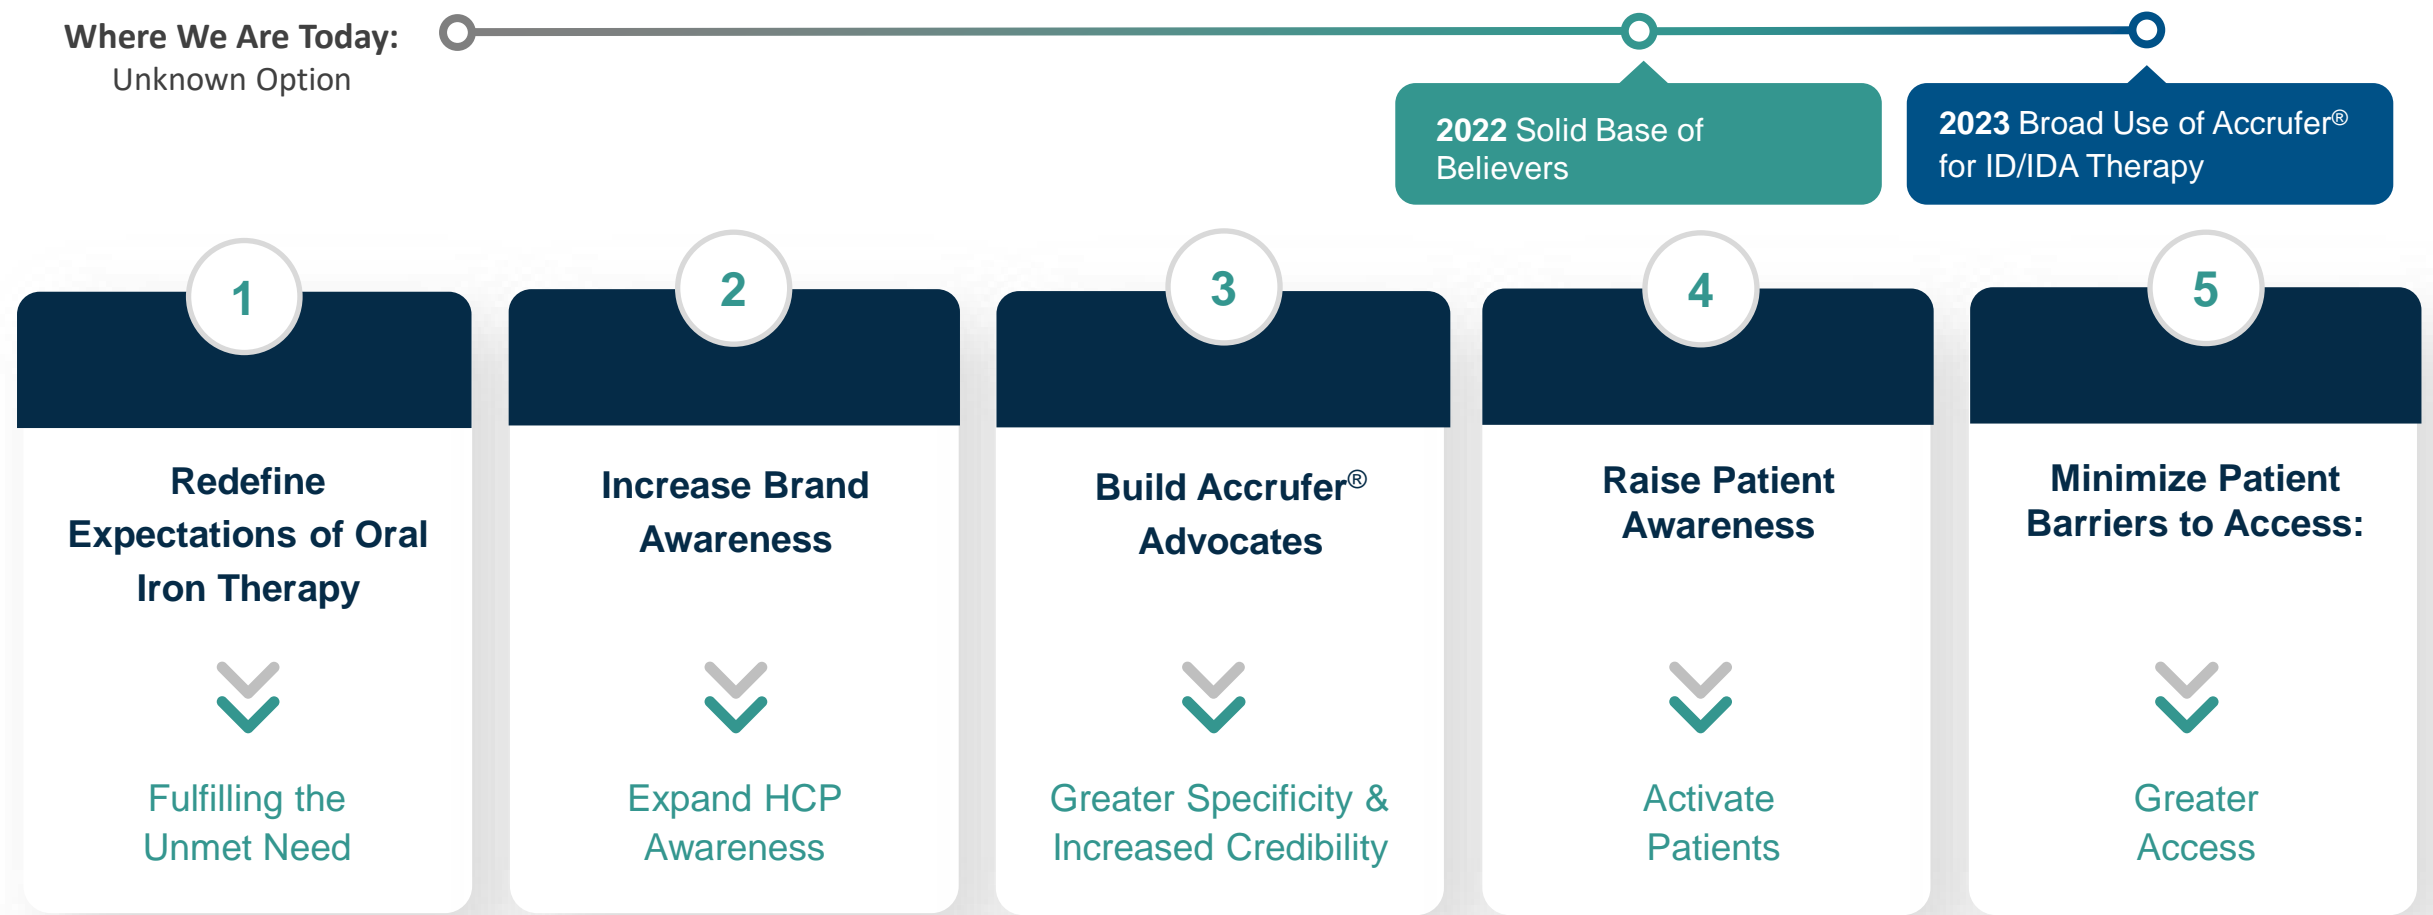 Where We Are Today:
Unknown Option
2022 Solid Base of
Believers
2023 Broad Use of Accrufer®
for ID/IDA Therapy
1
Redefine
Expectations of Oral
Iron Therapy
Fulfilling the
Unmet Need
2
Increase Brand
Awareness
Expand HCP
Awareness
3
Build Accrufer®
Advocates
Greater Specificity &
Increased Credibility
4
Raise Patient
Awareness
Activate
Patients
5
Minimize Patient
Barriers to Access:
Greater
Access